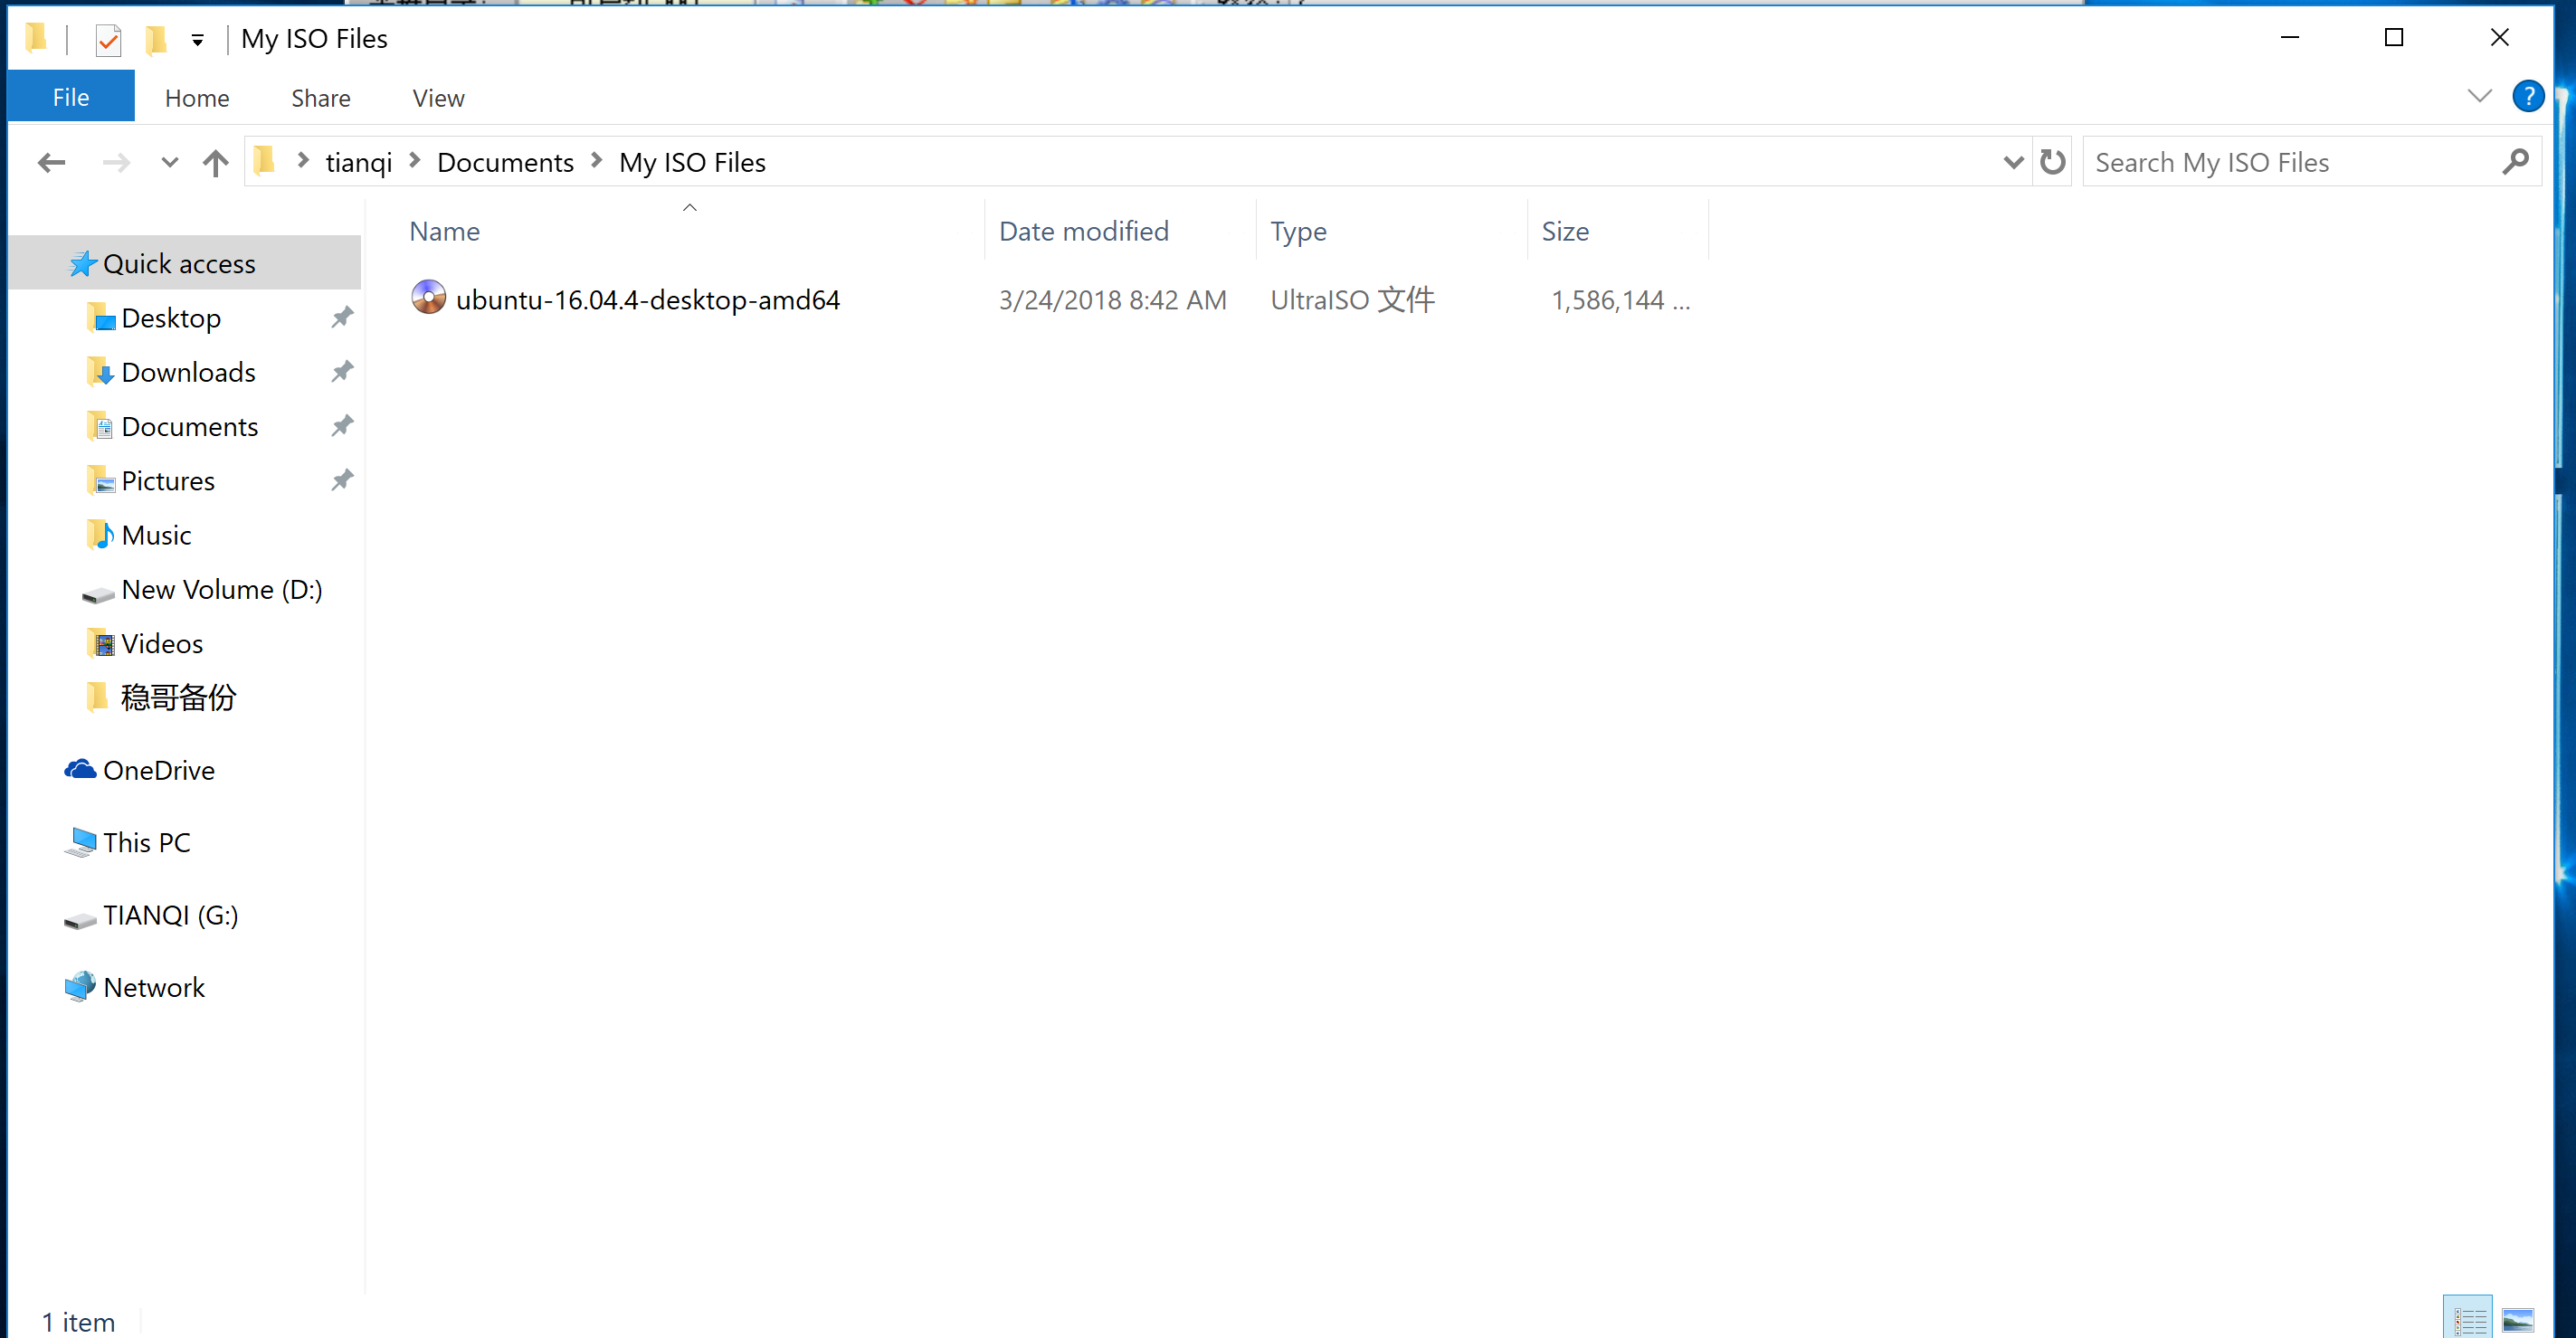 My ISO Files
File Home Share View
tianqi Documents My ISO Files
Search My ISO Files
Name Date modified Type Size
ubuntu-16.04.4-desktop-amd64 3/24/2018 8:42 AM UltraISO 文件 1,586,144 ...
Quick access
Desktop
Downloads
Documents
Pictures
Music
New Volume (D:)
Videos
稳哥备份
OneDrive
This PC
TIANQI (G:)
Network
1 item